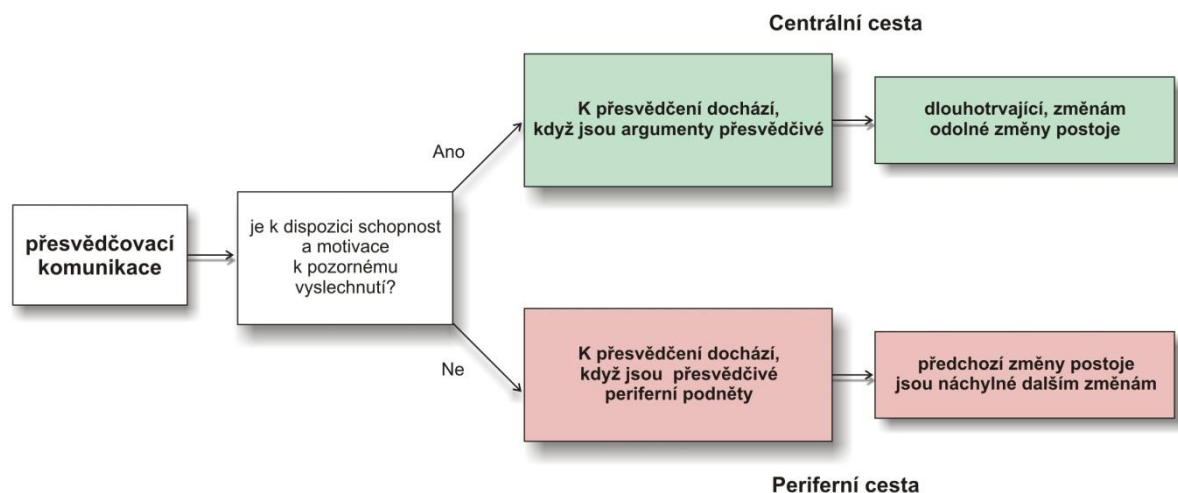 Centrální cesta
K přesvědčení dochází,
když jsou argumenty přesvědčivé
dlouhotrvající, změnám
odolné změny postoje
Ano
přesvědčovací
komunikace
je k dispozici schopnost
a motivace
k pozornému
vyslechnutí?
Ne
K přesvědčení dochází,
když jsou přesvědčivé
periferní podněty
předchozí změny postoje
jsou náchylné dalším změnám
Periferní cesta